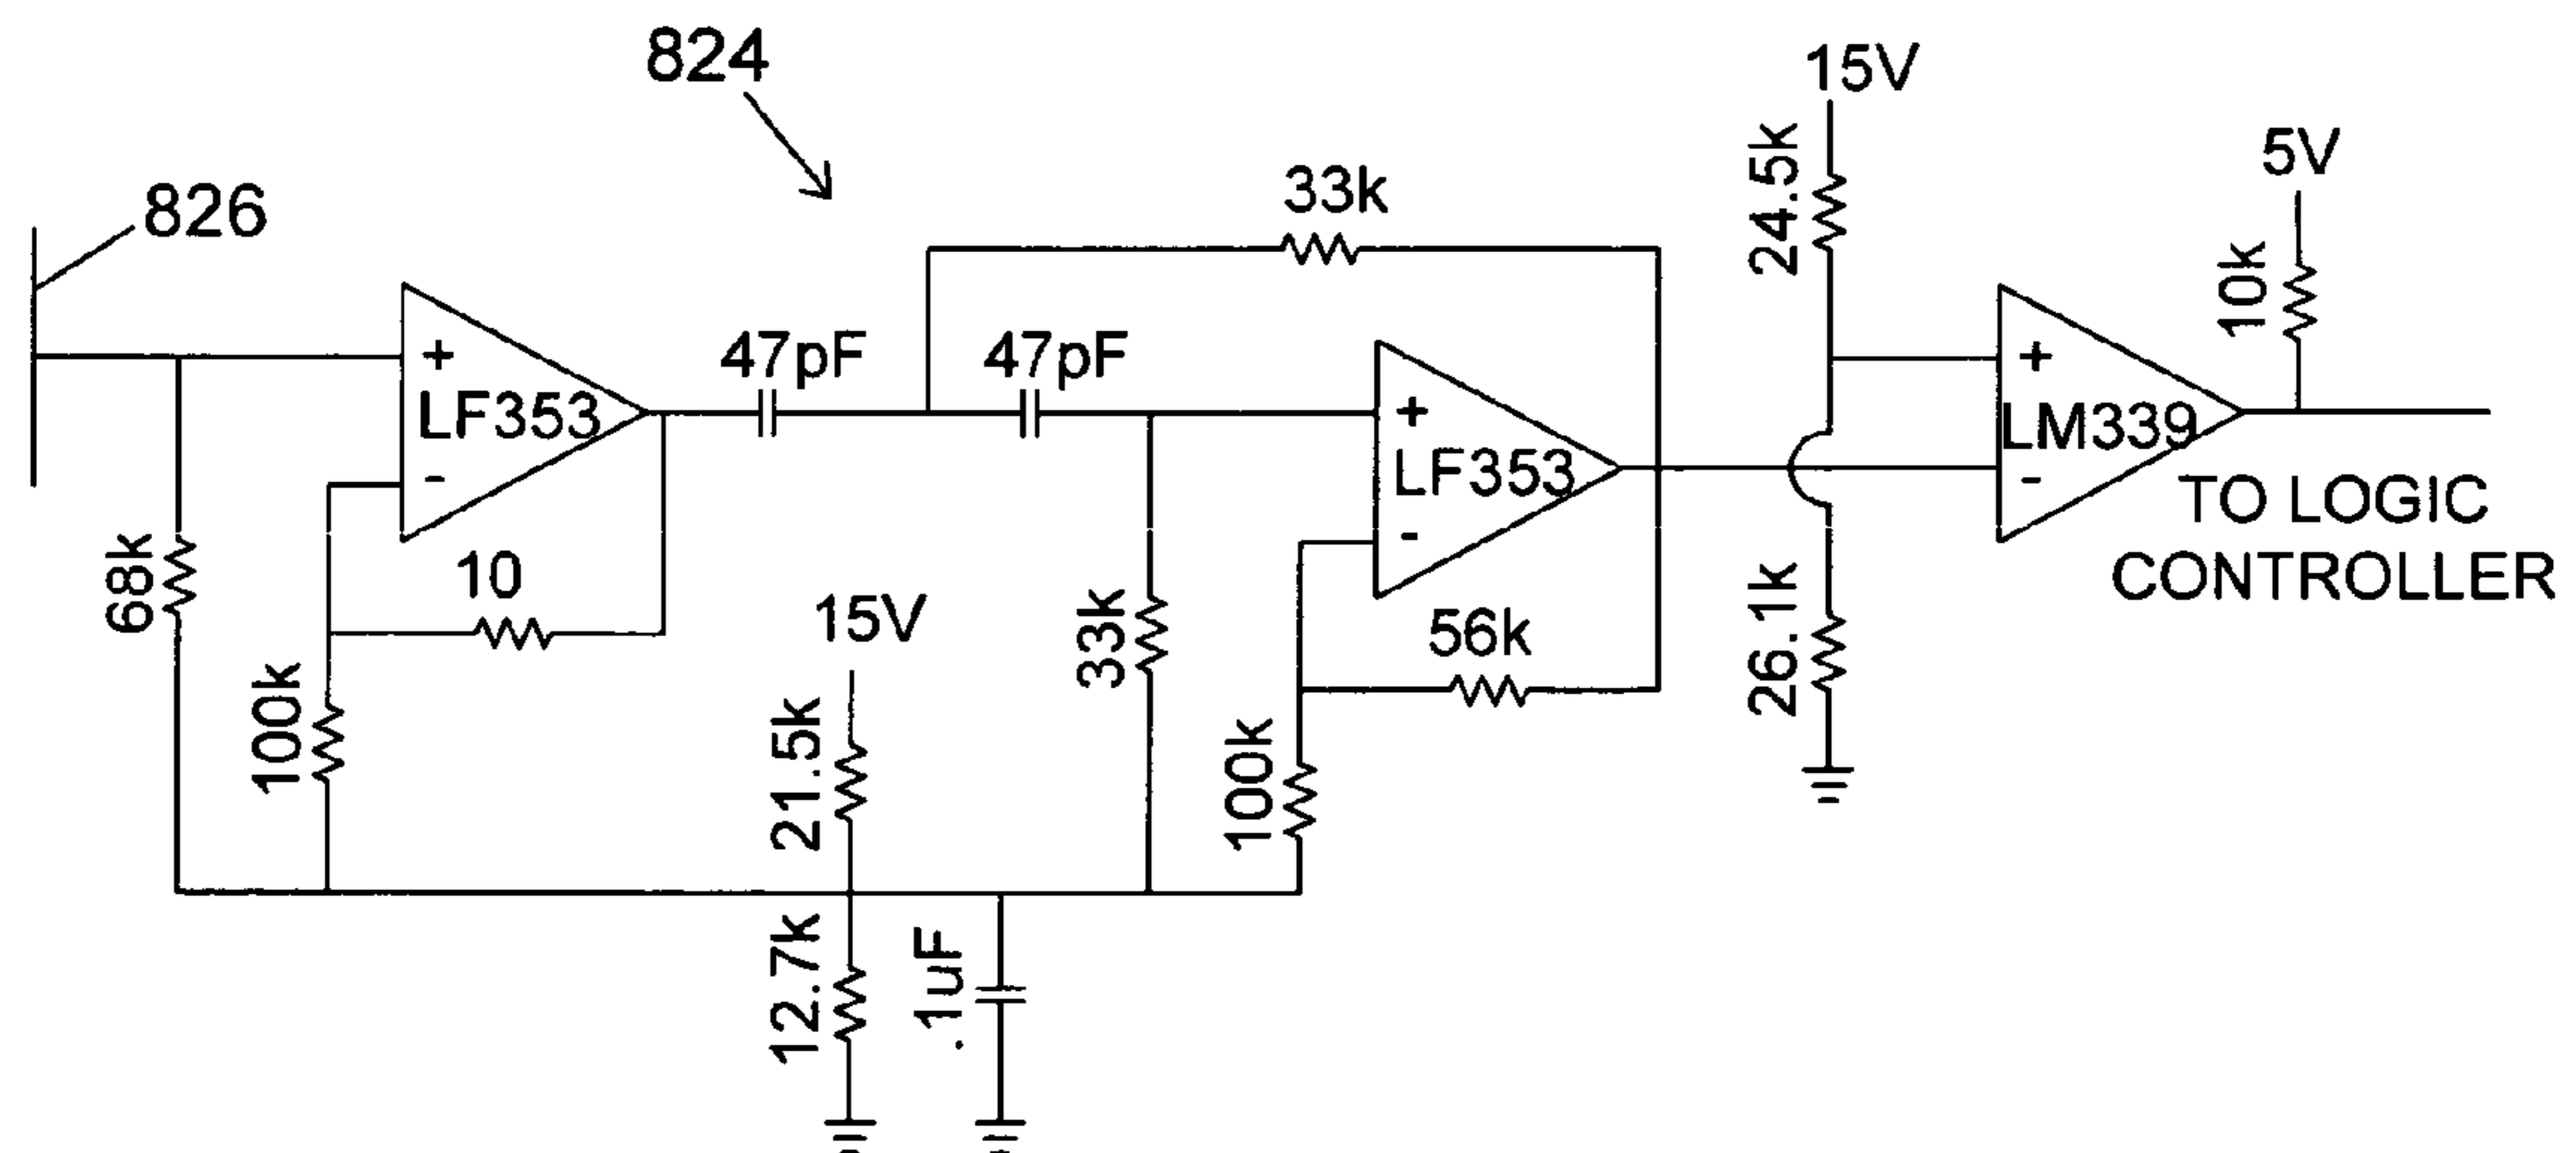 824
826
15V
24.5k
5V
10k
33k
47pF
47pF
+
LF353
-
+
LF353
-
+
LM339
-
TO LOGIC
CONTROLLER
68k
10
100k
15V
21.5k
33k
56k
100k
26.1k
12.7k
.1uF